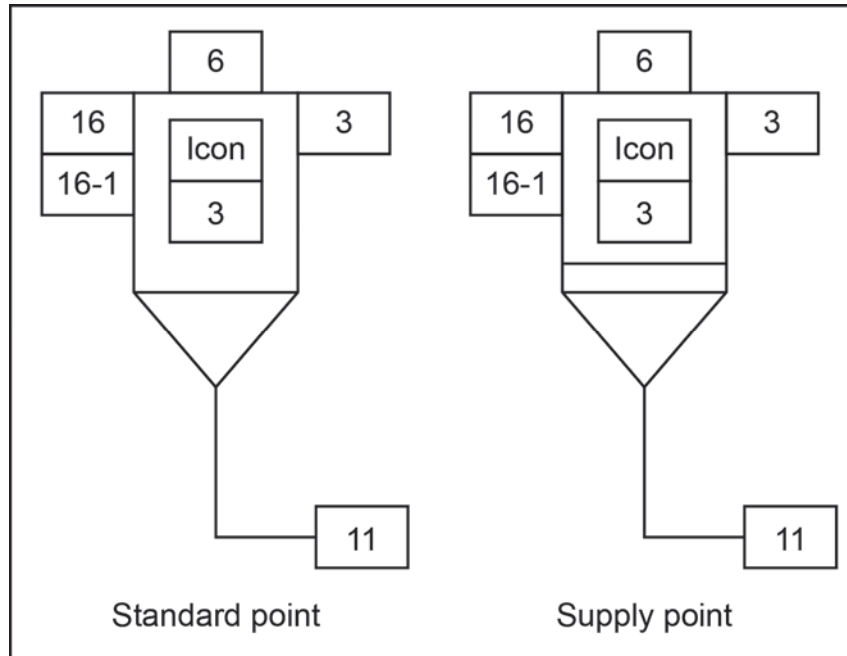 6 6
16 Icon 3 16 Icon 3
16-1 3 16-1 3
11 11
Standard point Supply point